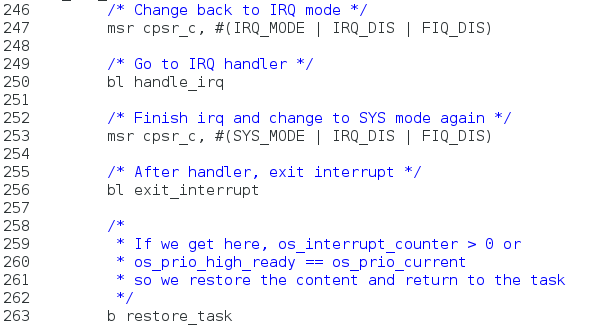 246 /* Change back to IRQ mode */
247 msr cpsr_c, #(IRQ_MODE | IRQ_DIS | FIQ_DIS)
248
249 /* Go to IRQ handler */
250 bl handle_irq
251
252 /* Finish irq and change to SYS mode again */
253 msr cpsr_c, #(SYS_MODE | IRQ_DIS | FIQ_DIS)
254
255 /* After handler, exit interrupt */
256 bl exit_interrupt
257
258 /*
259 * If we get here, os_interrupt_counter > 0 or
260 * os_prio_high_ready == os_prio_current
261 * so we restore the content and return to the task
262 */
263 b restore_task